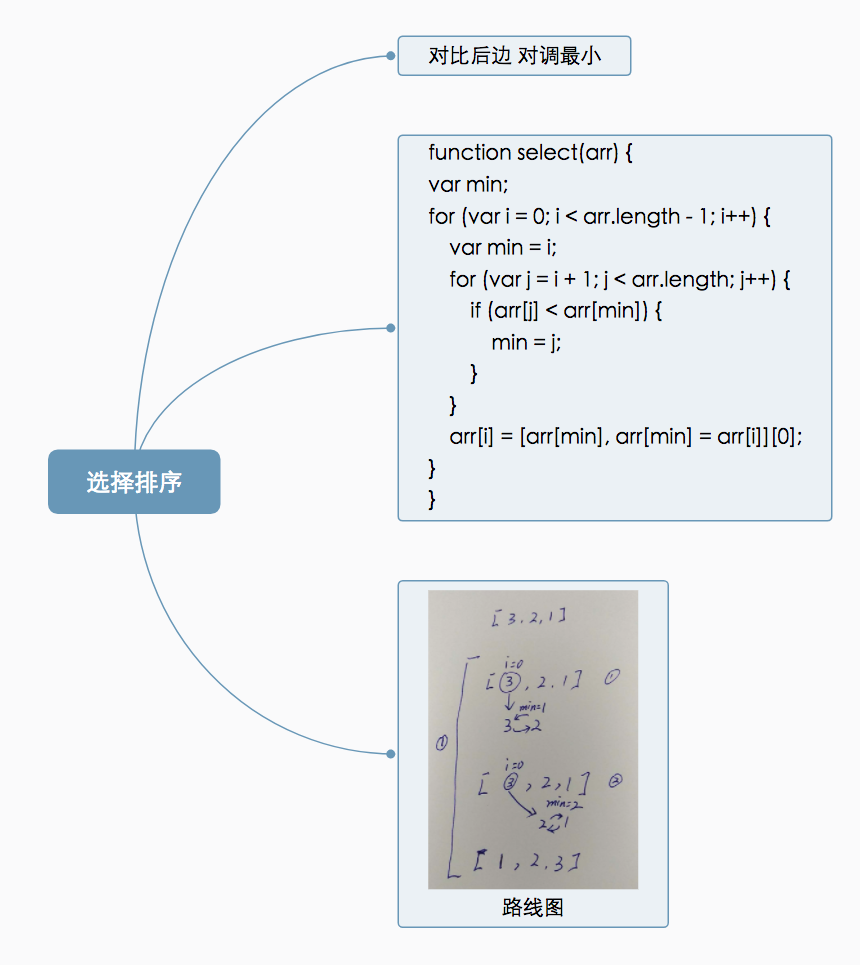 对比后边 对调最小
function select(arr) {
var min;
for (var i = 0; i < arr.length - 1; i++) {
var min = i;
for (var j = i + 1; j < arr.length; j++) {
if (arr[j] < arr[min]) {
min = j;
}
}
arr[i] = [arr[min], arr[min] = arr[i]][0];
}
}
选择排序
[3.2,1]
i=0
[3,2.1] ①
min=1
3 2
①
i=0
[3,2,1] ②
min=2
2 1
[1,2.3]
路线图